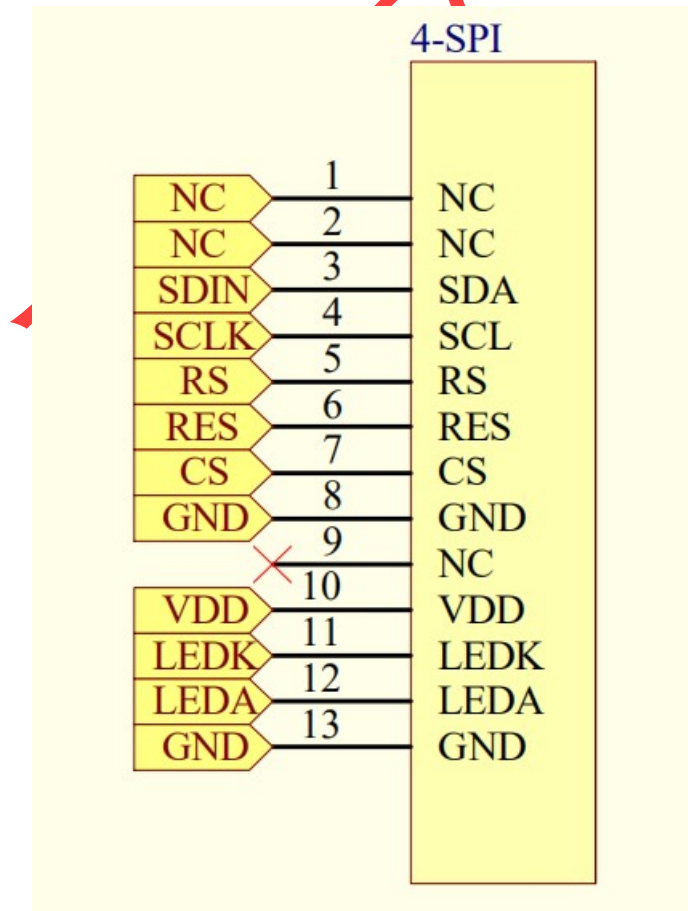 4-SPI
NC 1 NC
NC 2 NC
SDIN 3 SDA
SCLK 4 SCL
RS 5 RS
RES 6 RES
CS 7 CS
GND 8 GND
9 NC
VDD 10 VDD
LEDK 11 LEDK
LEDA 12 LEDA
GND 13 GND